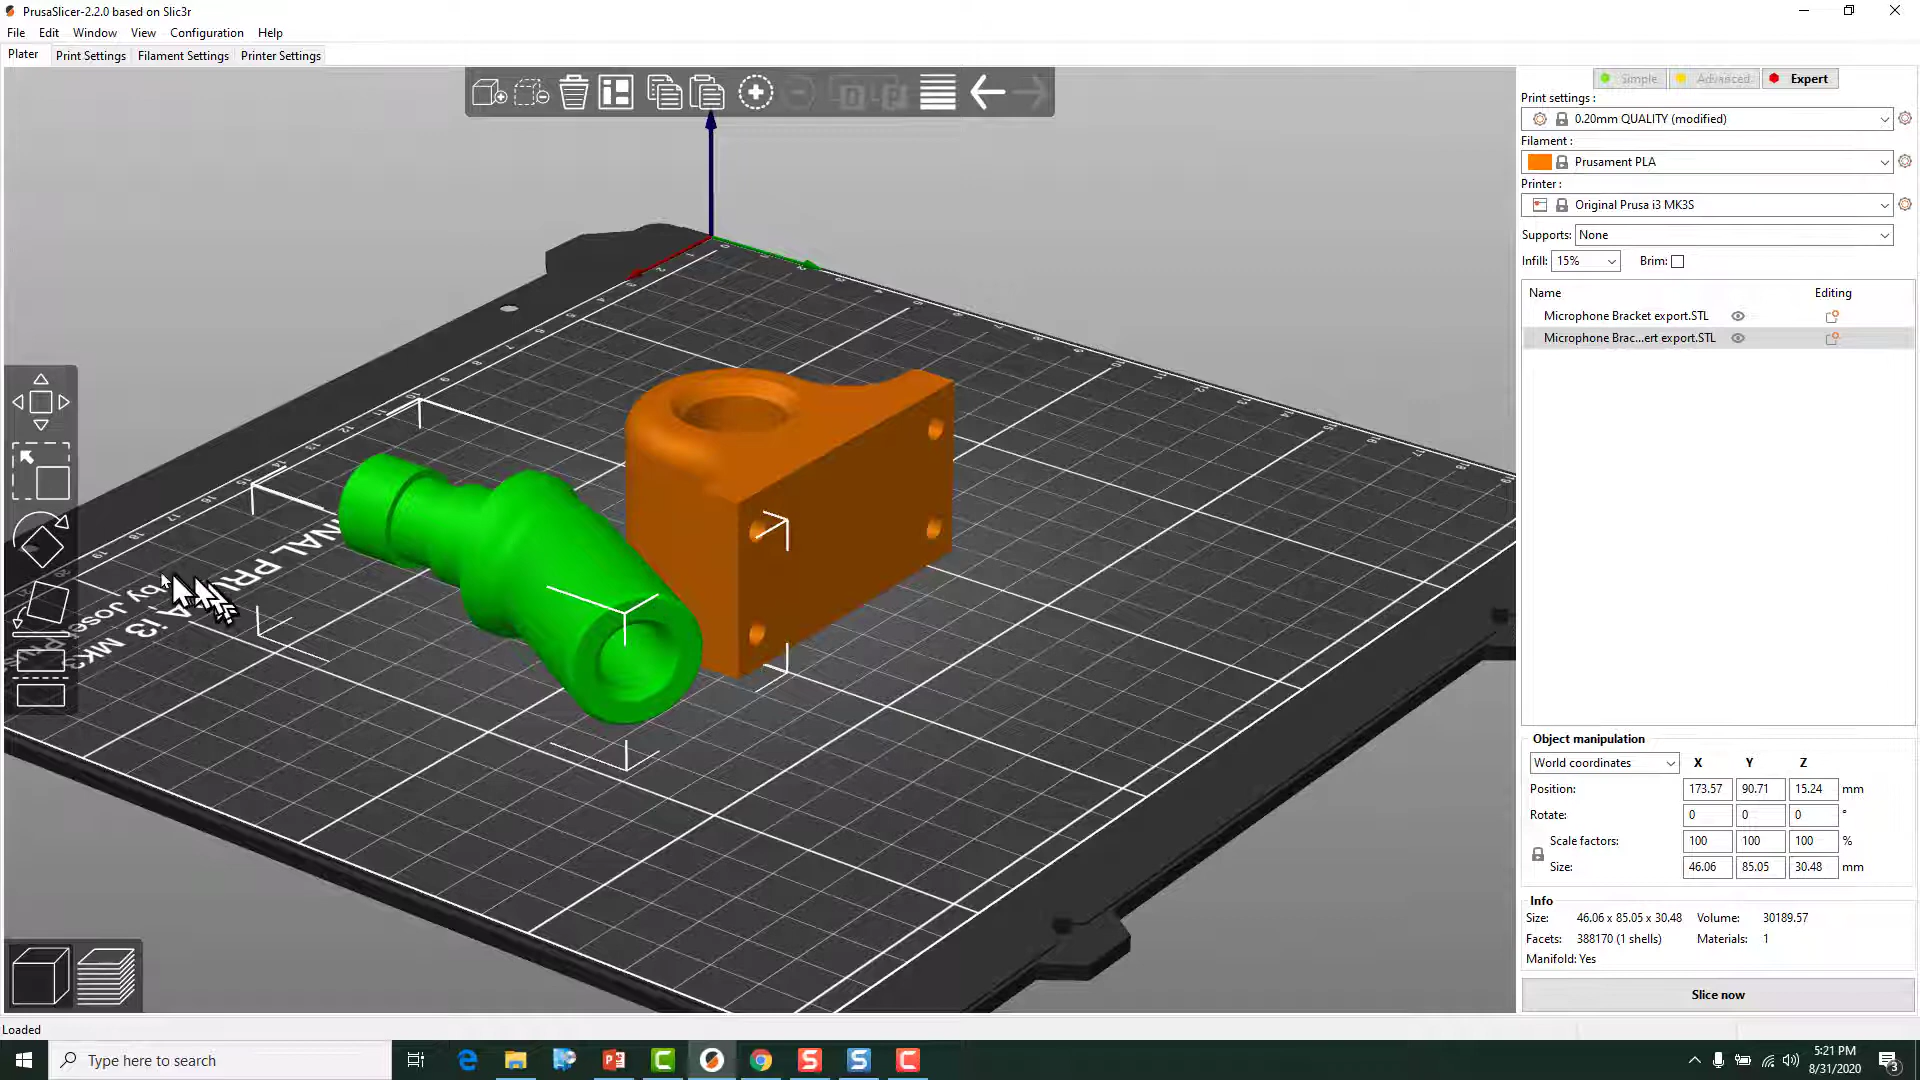 PrusaSlicer-2.2.0 based on Slic3r
File Edit Window View Configuration Help
Plater Print Settings Filament Settings Printer Settings
Simple Advanced Expert
Print settings :
0.20mm QUALITY (modified)
Filament :
Prusament PLA
Printer :
Original Prusa i3 MK3S
Supports: None
Infill: 15% Brim:
Name Editing
Microphone Bracket export.STL
Microphone Brac...ert export.STL
Object manipulation
World coordinates X Y Z
Position: 173.57 90.71 15.24 mm
Rotate: 0 0 0 °
Scale factors: 100 100 100 %
Size: 46.06 85.05 30.48 mm
Info
Size: 46.06 x 85.05 x 30.48 Volume: 30189.57
Facets: 388170 (1 shells) Materials: 1
Manifold: Yes
Slice now
Loaded
Type here to search
5:21 PM
8/31/2020
3